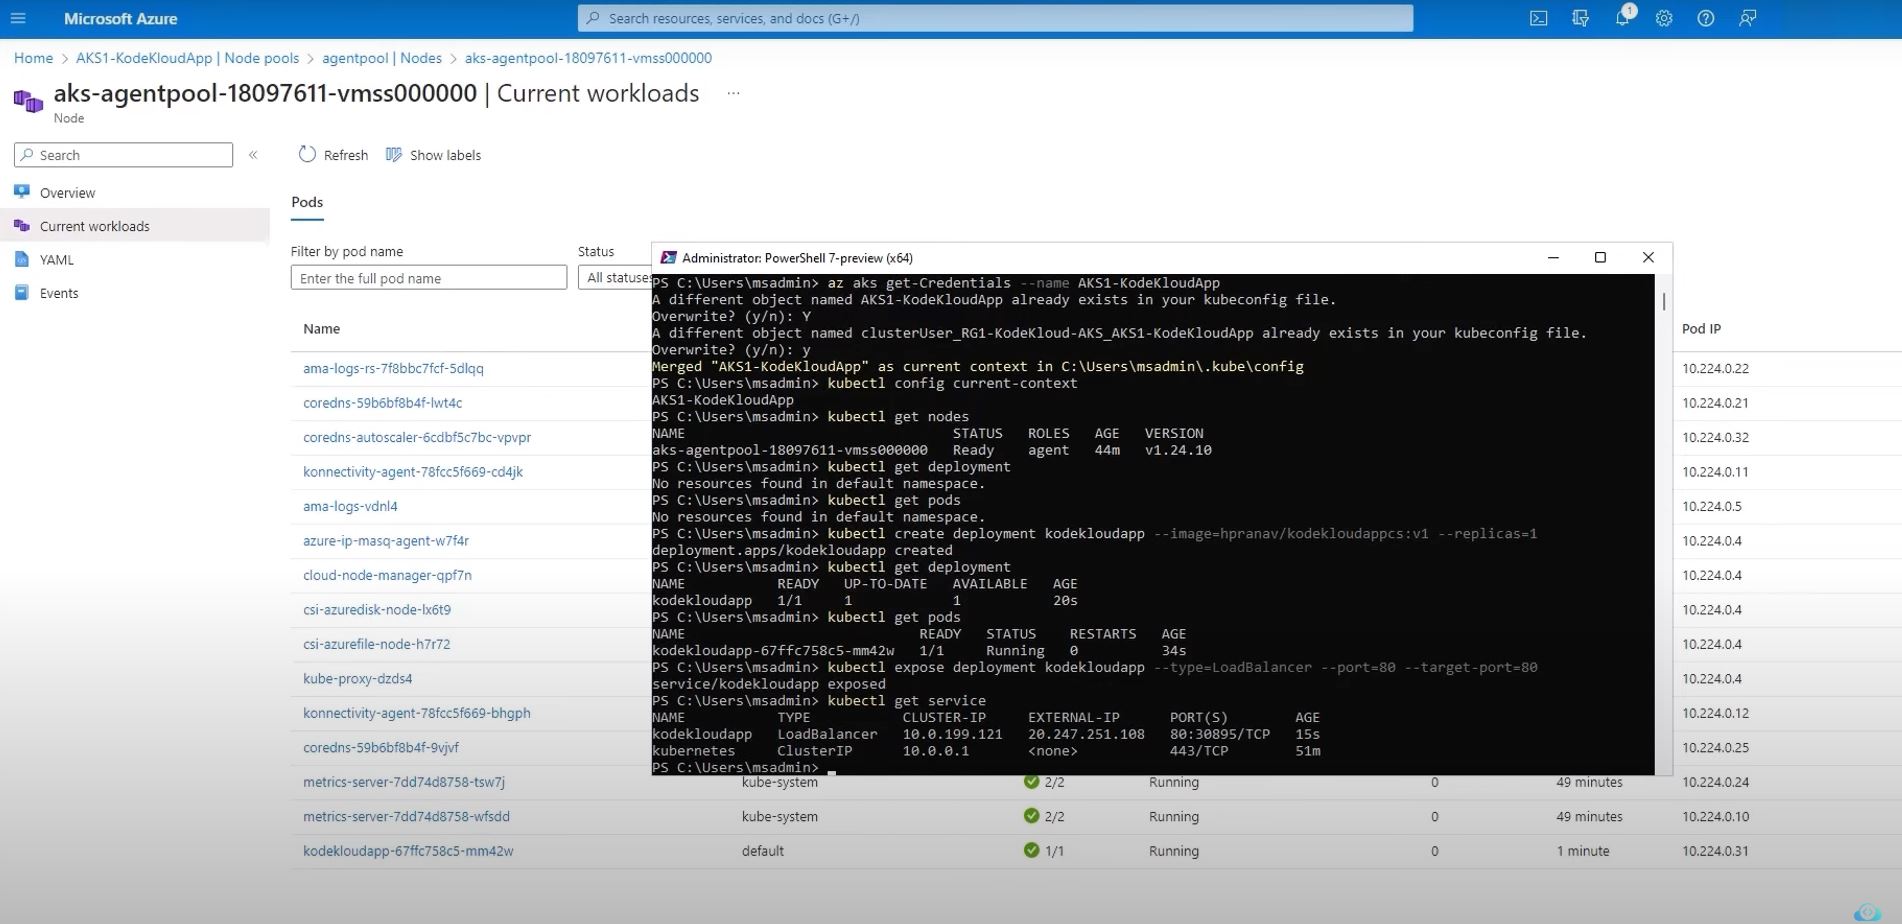 Microsoft Azure
Search resources, services, and docs (G+/)
1
Home > AKS1-KodeKloudApp | Node pools > agentpool | Nodes > aks-agentpool-18097611-vmss000000
aks-agentpool-18097611-vmss000000 | Current workloads ...
Node
Search
«
Refresh
Show labels
Overview
Current workloads
YAML
Events
Pods
Filter by pod name
Status
Enter the full pod name
All statuses
Name
Pod IP
ama-logs-rs-7f8bbc7fcf-5dlqq
10.224.0.22
coredns-59b6bf8b4f-lwt4c
10.224.0.21
coredns-autoscaler-6cdbf5c7bc-vpvpr
10.224.0.32
konnectivity-agent-78fcc5f669-cd4jk
10.224.0.11
ama-logs-vdnl4
10.224.0.5
azure-ip-masq-agent-w7f4r
10.224.0.4
cloud-node-manager-qpf7n
10.224.0.4
csi-azuredisk-node-lx6t9
10.224.0.4
csi-azurefile-node-h7r72
10.224.0.4
kube-proxy-dzds4
10.224.0.4
konnectivity-agent-78fcc5f669-bhgph
10.224.0.12
coredns-59b6bf8b4f-9vjvf
10.224.0.25
metrics-server-7dd74d8758-tsw7j kube-system 2/2 Running 0 49 minutes 10.224.0.24
metrics-server-7dd74d8758-wfsdd kube-system 2/2 Running 0 49 minutes 10.224.0.10
kodekloudapp-67ffc758c5-mm42w default 1/1 Running 0 1 minute 10.224.0.31
Administrator: PowerShell 7-preview (x64)
PS C:\Users\msadmin> az aks get-Credentials --name AKS1-KodeKloudApp
A different object named AKS1-KodeKloudApp already exists in your kubeconfig file.
Overwrite? (y/n): Y
A different object named clusterUser_RG1-KodeKloud-AKS_AKS1-KodeKloudApp already exists in your kubeconfig file.
Overwrite? (y/n): y
Merged "AKS1-KodeKloudApp" as current context in C:\Users\msadmin\.kube\config
PS C:\Users\msadmin> kubectl config current-context
AKS1-KodeKloudApp
PS C:\Users\msadmin> kubectl get nodes
NAME STATUS ROLES AGE VERSION
aks-agentpool-18097611-vmss000000 Ready agent 44m v1.24.10
PS C:\Users\msadmin> kubectl get deployment
No resources found in default namespace.
PS C:\Users\msadmin> kubectl get pods
No resources found in default namespace.
PS C:\Users\msadmin> kubectl create deployment kodekloudapp --image=hpranav/kodekloudappcs:v1 --replicas=1
deployment.apps/kodekloudapp created
PS C:\Users\msadmin> kubectl get deployment
NAME READY UP-TO-DATE AVAILABLE AGE
kodekloudapp 1/1 1 1 20s
PS C:\Users\msadmin> kubectl get pods
NAME READY STATUS RESTARTS AGE
kodekloudapp-67ffc758c5-mm42w 1/1 Running 0 34s
PS C:\Users\msadmin> kubectl expose deployment kodekloudapp --type=LoadBalancer --port=80 --target-port=80
service/kodekloudapp exposed
PS C:\Users\msadmin> kubectl get service
NAME TYPE CLUSTER-IP EXTERNAL-IP PORT(S) AGE
kodekloudapp LoadBalancer 10.0.199.121 20.247.251.108 80:30895/TCP 15s
kubernetes ClusterIP 10.0.0.1 <none> 443/TCP 51m
PS C:\Users\msadmin>